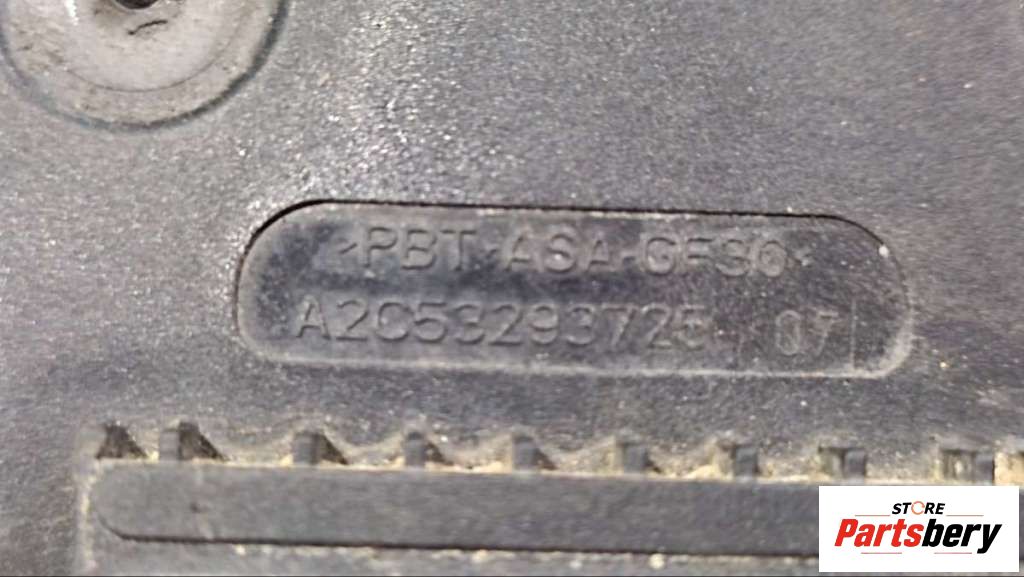 >PBT+ASA-GF30<
A2C53293725 07
STORE
Partsbery